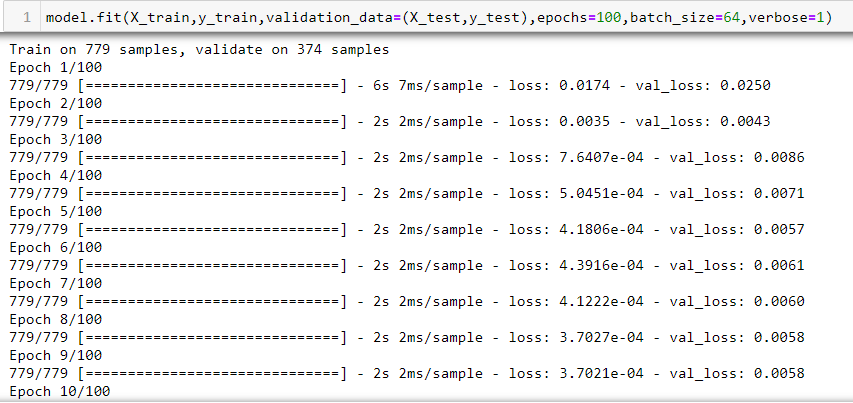 1 model.fit(X_train,y_train,validation_data=(X_test,y_test),epochs=100,batch_size=64,verbose=1)
Train on 779 samples, validate on 374 samples
Epoch 1/100
779/779 [==============================] - 6s 7ms/sample - loss: 0.0174 - val_loss: 0.0250
Epoch 2/100
779/779 [==============================] - 2s 2ms/sample - loss: 0.0035 - val_loss: 0.0043
Epoch 3/100
779/779 [==============================] - 2s 2ms/sample - loss: 7.6407e-04 - val_loss: 0.0086
Epoch 4/100
779/779 [==============================] - 2s 2ms/sample - loss: 5.0451e-04 - val_loss: 0.0071
Epoch 5/100
779/779 [==============================] - 2s 2ms/sample - loss: 4.1806e-04 - val_loss: 0.0057
Epoch 6/100
779/779 [==============================] - 2s 2ms/sample - loss: 4.3916e-04 - val_loss: 0.0061
Epoch 7/100
779/779 [==============================] - 2s 2ms/sample - loss: 4.1222e-04 - val_loss: 0.0060
Epoch 8/100
779/779 [==============================] - 2s 2ms/sample - loss: 3.7027e-04 - val_loss: 0.0058
Epoch 9/100
779/779 [==============================] - 2s 2ms/sample - loss: 3.7021e-04 - val_loss: 0.0058
Epoch 10/100